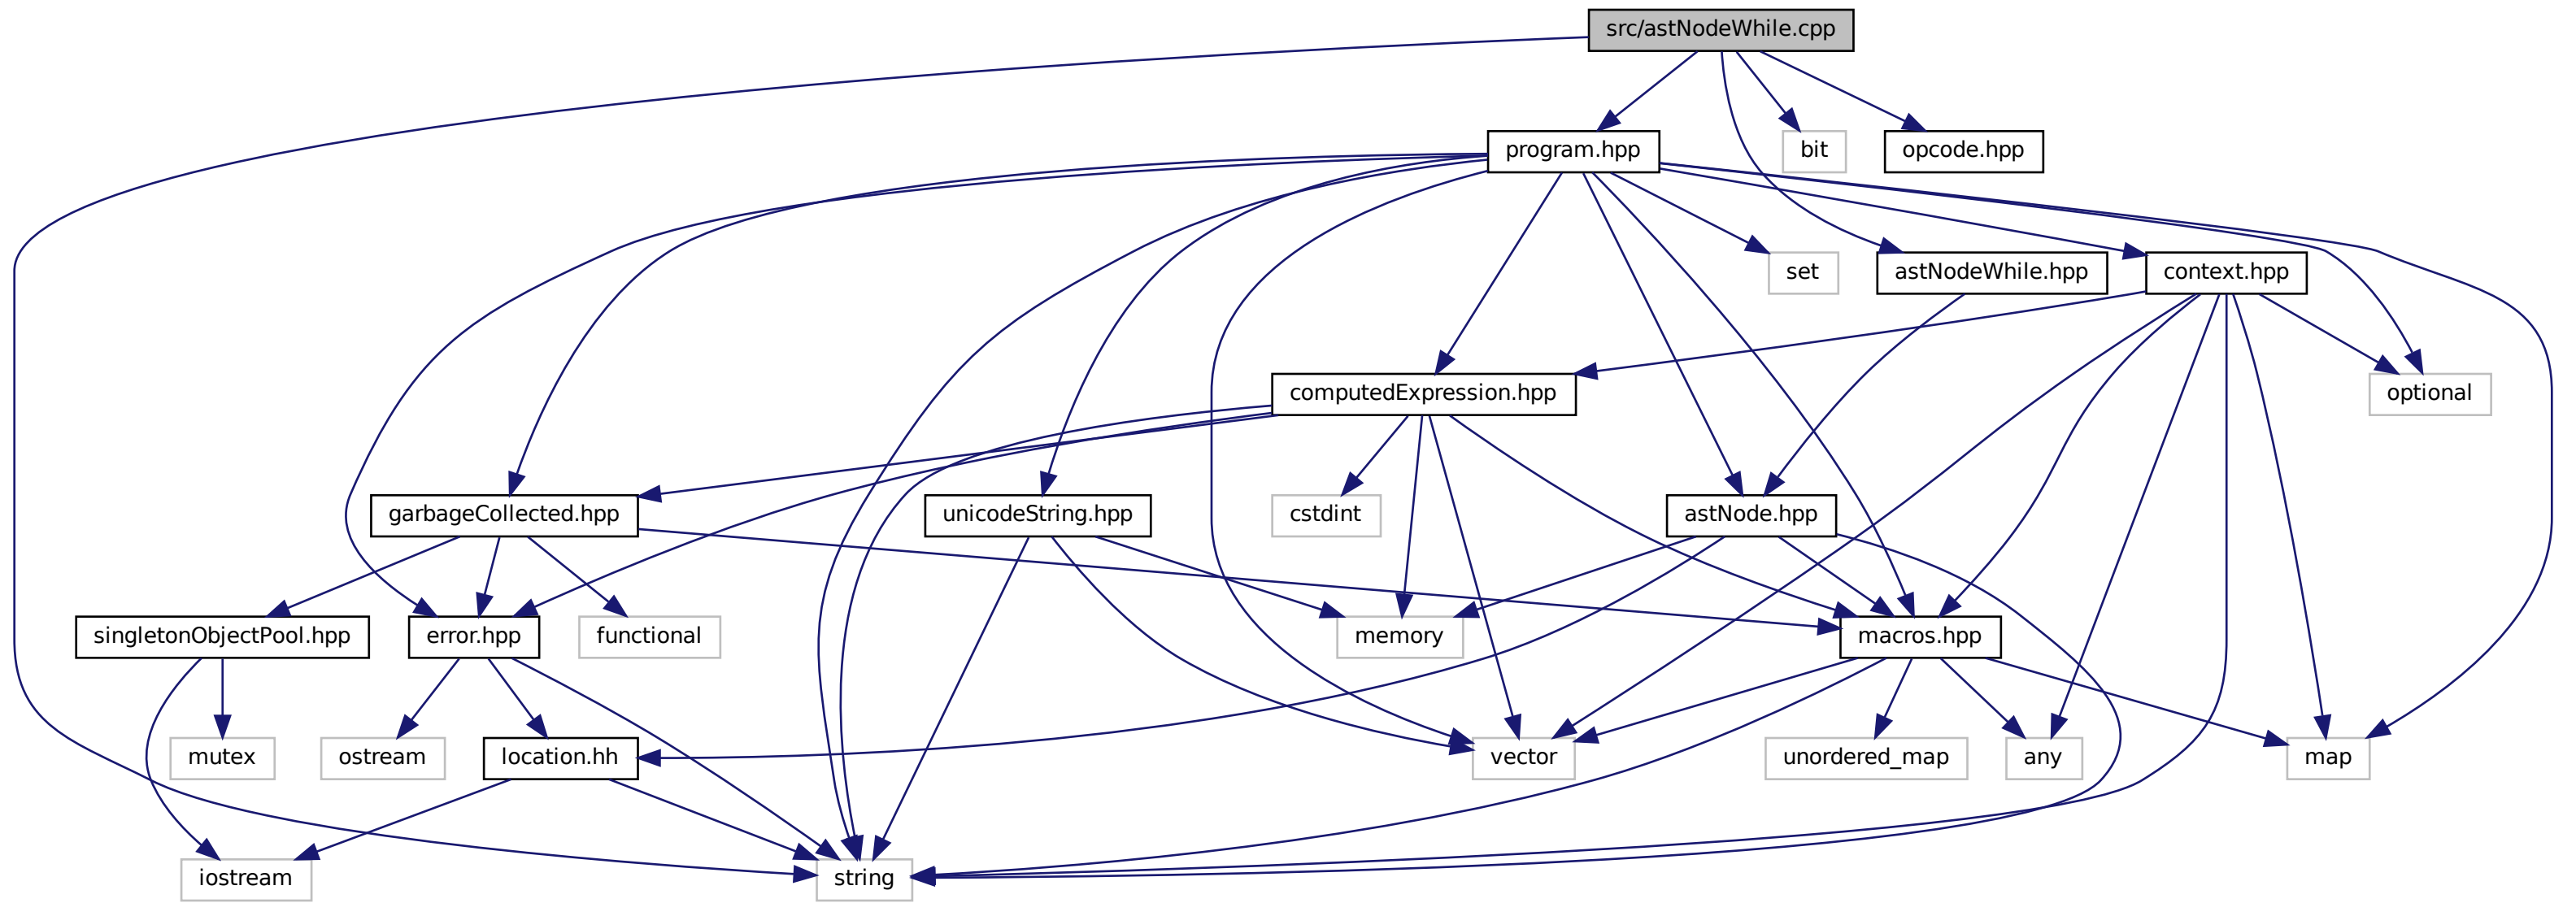 src/astNodeWhile.cpp
program.hpp
bit
opcode.hpp
set
astNodeWhile.hpp
context.hpp
computedExpression.hpp
optional
garbageCollected.hpp
unicodeString.hpp
cstdint
astNode.hpp
singletonObjectPool.hpp
error.hpp
functional
memory
macros.hpp
mutex
ostream
location.hh
vector
unordered_map
any
map
iostream
string